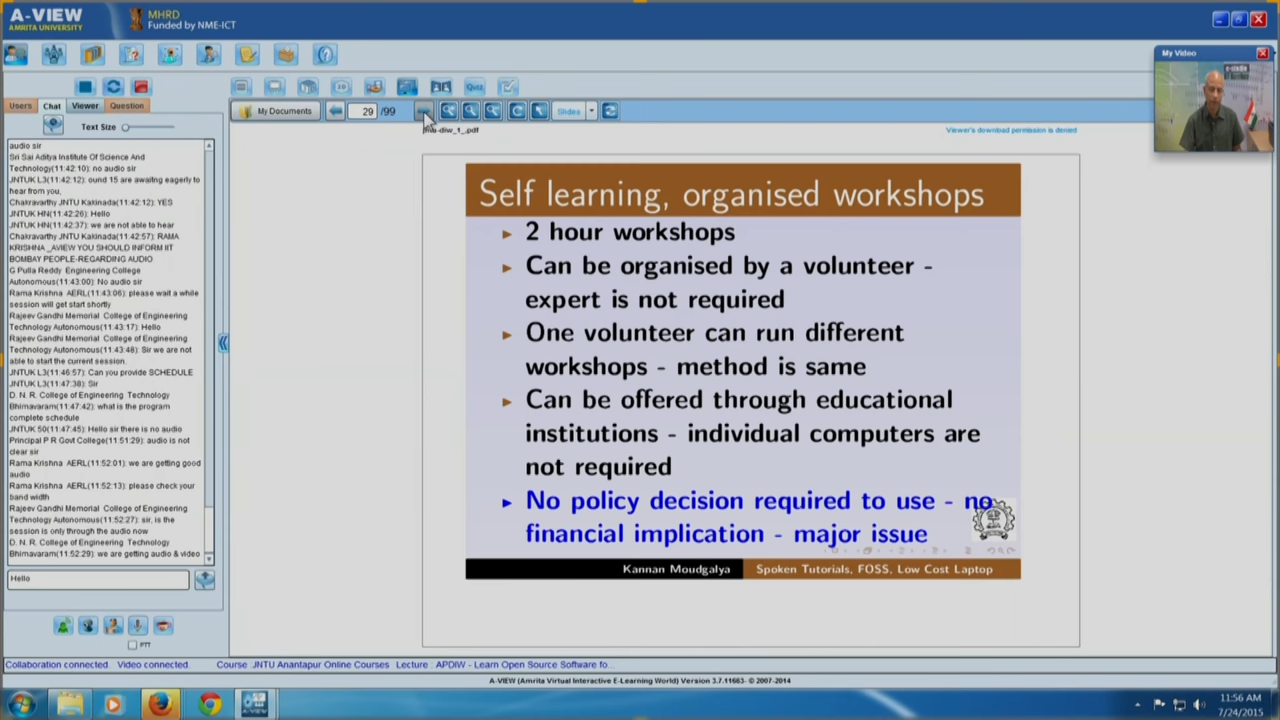 A-VIEW
AMRITA UNIVERSITY
MHRD
Funded by NME-ICT
My Video
Quiz
Users
Chat
Viewer
Question
Text Size
My Documents
29
/99
Slides
Viewer's download permission is denied
audio sir
Sri Sai Aditya Institute Of Science And
Technology(11:42:10): no audio sir
JNTUK L3(11:42:12): ound 15 are awaitng eagerly to
hear from you,
Chakravarthy JNTU Kakinada(11:42:12): YES
JNTUK HN(11:42:26): Hello
JNTUK HN(11:42:37): we are not able to hear
Chakravarthy JNTU Kakinada(11:42:57): RAMA
KRISHNA _AVIEW YOU SHOULD INFORM IIT
BOMBAY PEOPLE-REGARDING AUDIO
G Pulla Reddy Engineering College
Autonomous(11:43:00): No audio sir
Rama Krishna AERL(11:43:06): please wait a while
session will get start shortly
Rajeev Gandhi Memorial College of Engineering
Technology Autonomous(11:43:17): Hello
Rajeev Gandhi Memorial College of Engineering
Technology Autonomous(11:43:48): Sir we are not
able to start the current session.
JNTUK L3(11:46:57): Can you provide SCHEDULE
JNTUK L3(11:47:38): Sir
D. N. R. College of Engineering Technology
Bhimavaram(11:47:42): what is the program
complete schedule
JNTUK 50(11:47:45): Hello sir there is no audio
Principal P R Govt College(11:51:29): audio is not
clear sir
Rama Krishna AERL(11:52:01): we are getting good
audio
Rama Krishna AERL(11:52:13): please check your
band width
Rajeev Gandhi Memorial College of Engineering
Technology Autonomous(11:52:27): sir, is the
session is only through the audio now
D. N. R. College of Engineering Technology
Bhimavaram(11:52:29): we are getting audio & video
Hello
PTT
Self learning, organised workshops
2 hour workshops
Can be organised by a volunteer -
expert is not required
One volunteer can run different
workshops - method is same
Can be offered through educational
institutions - individual computers are
not required
No policy decision required to use - no
financial implication - major issue
Kannan Moudgalya
Spoken Tutorials, FOSS, Low Cost Laptop
Collaboration connected
Video connected
Course : JNTU Anantapur Online Courses
Lecture : APDIW - Learn Open Source Software fo...
A-VIEW (Amrita Virtual Interactive E-Learning World) Version 3.7.11663- © 2007-2014
11:56 AM
7/24/2015